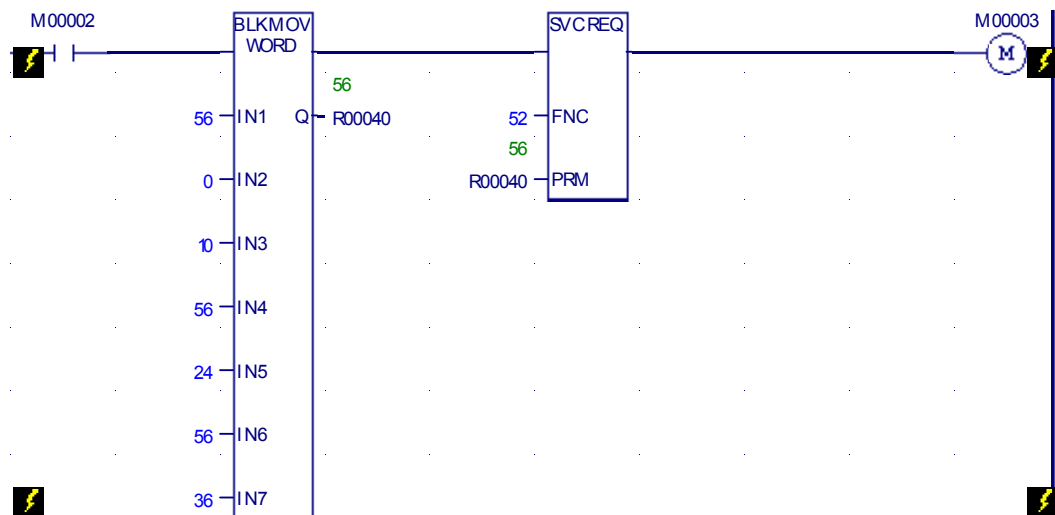 M00002 BLKMOV SVCREQ M00003
WORD
M
56
56 IN1 Q R00040 52 FNC
56
0 IN2 R00040 PRM
10 IN3
56 IN4
24 IN5
56 IN6
36 IN7